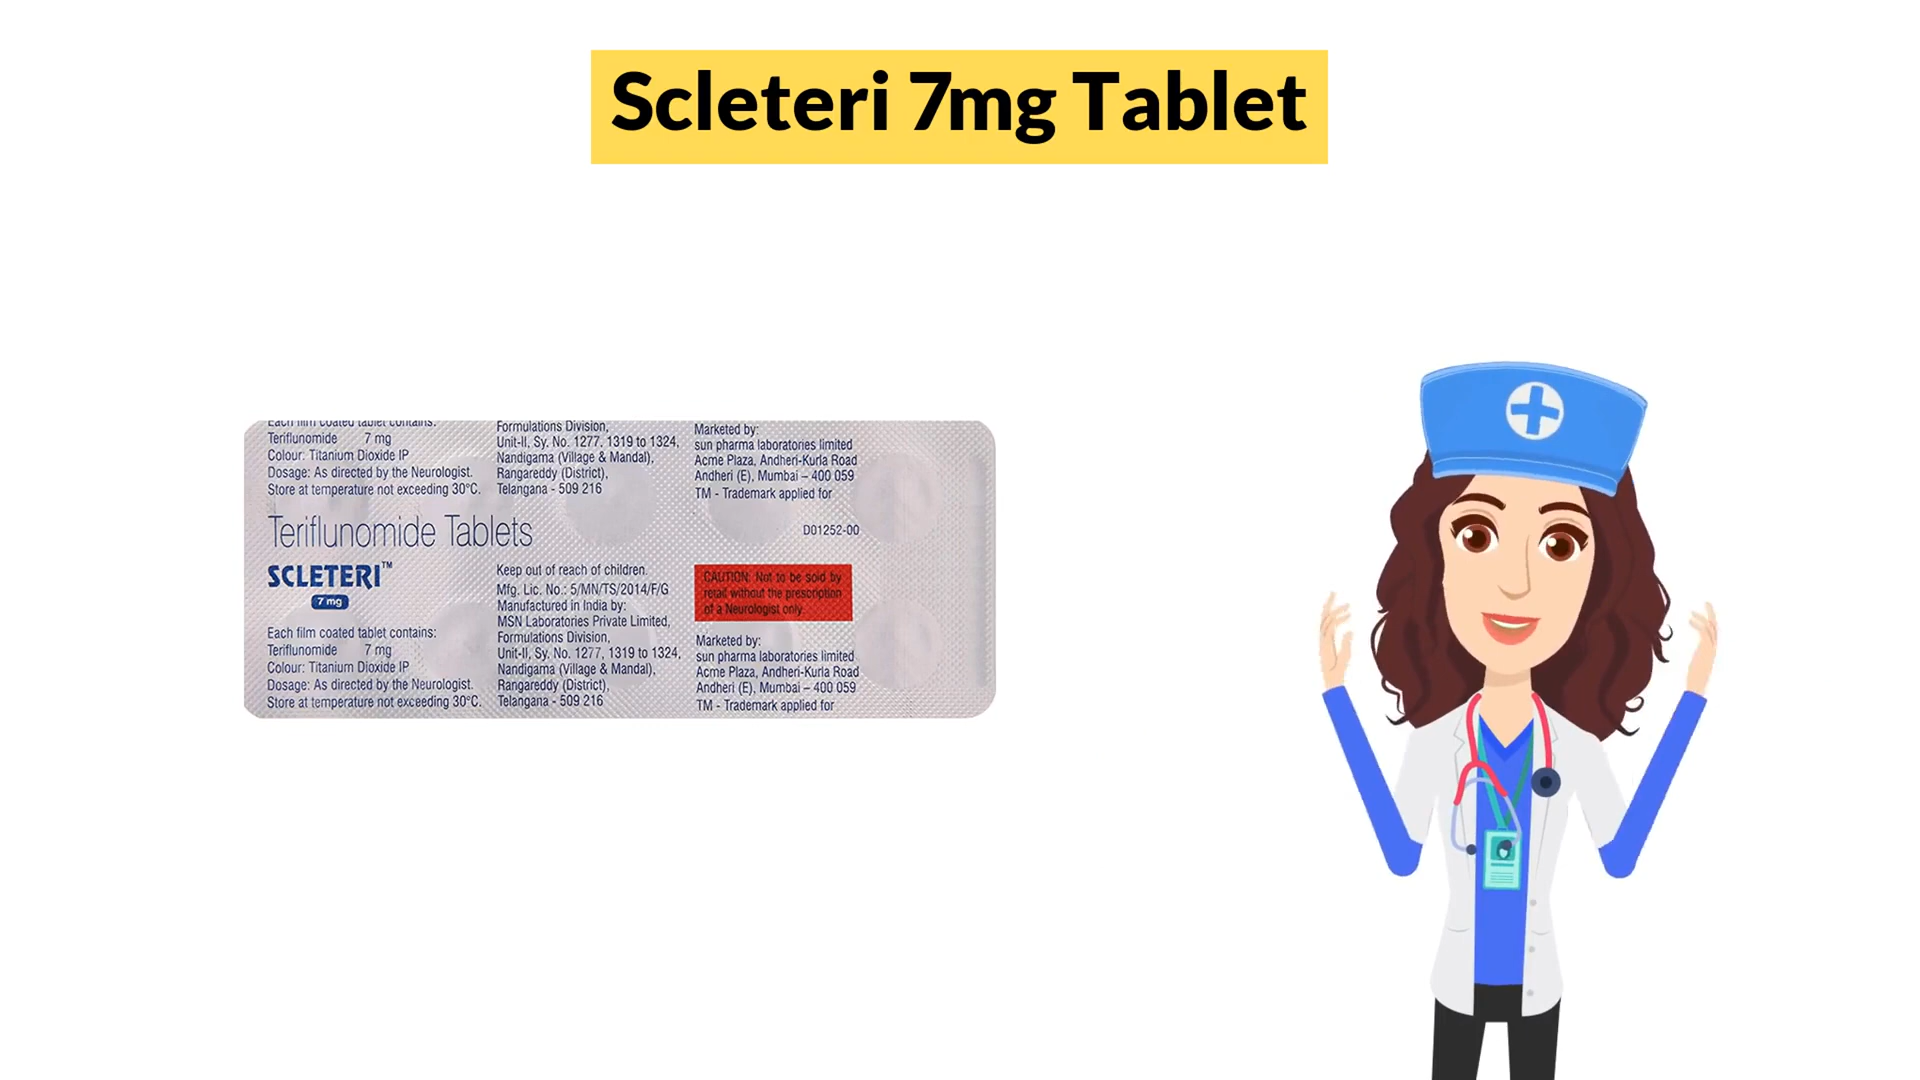 Scleteri 7mg Tablet
Each film coated tablet contains:
Teriflunomide 7 mg
Colour: Titanium Dioxide IP
Dosage: As directed by the Neurologist.
Store at temperature not exceeding 30°C.
Formulations Division,
Unit-II, Sy. No. 1277, 1319 to 1324,
Nandigama (Village & Mandal),
Rangareddy (District),
Telangana - 509 216
Marketed by:
sun pharma laboratories limited
Acme Plaza, Andheri-Kurla Road
Andheri (E), Mumbai – 400 059
TM - Trademark applied for
Teriflunomide Tablets
D01252-00
SCLETERI™
7 mg
Each film coated tablet contains:
Teriflunomide 7 mg
Colour: Titanium Dioxide IP
Dosage: As directed by the Neurologist.
Store at temperature not exceeding 30°C.
Keep out of reach of children.
Mfg. Lic. No.: 5/MN/TS/2014/F/G
Manufactured in India by:
MSN Laboratories Private Limited,
Formulations Division,
Unit-II, Sy. No. 1277, 1319 to 1324,
Nandigama (Village & Mandal),
Rangareddy (District),
Telangana - 509 216
CAUTION: Not to be sold by
retail without the prescription
of a Neurologist only.
Marketed by:
sun pharma laboratories limited
Acme Plaza, Andheri-Kurla Road
Andheri (E), Mumbai – 400 059
TM - Trademark applied for